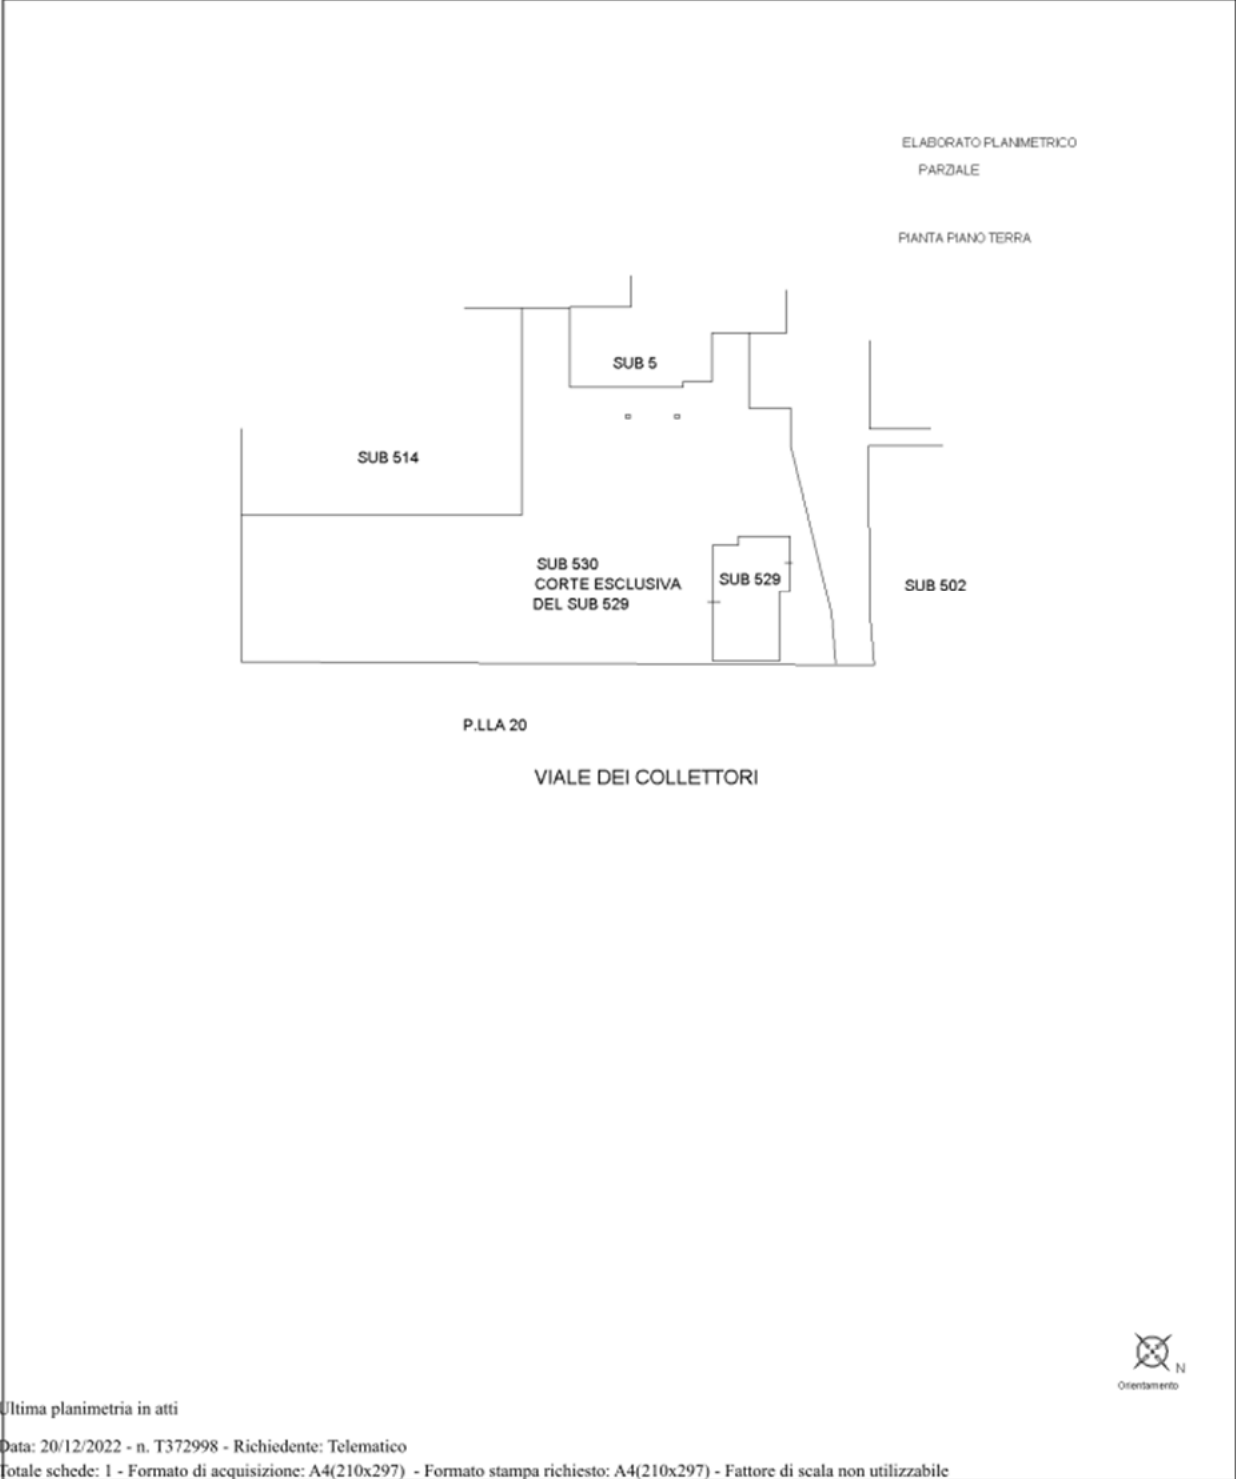 ELABORATO PLANIMETRICO
PARZIALE
PIANTA PIANO TERRA
SUB 5
SUB 514
SUB 530
CORTE ESCLUSIVA
DEL SUB 529
SUB 529
SUB 502
P.LLA 20
VIALE DEI COLLETTORI
N
Orientamento
Ultima planimetria in atti
Data: 20/12/2022 - n. T372998 - Richiedente: Telematico
Totale schede: 1 - Formato di acquisizione: A4(210x297) - Formato stampa richiesto: A4(210x297) - Fattore di scala non utilizzabile